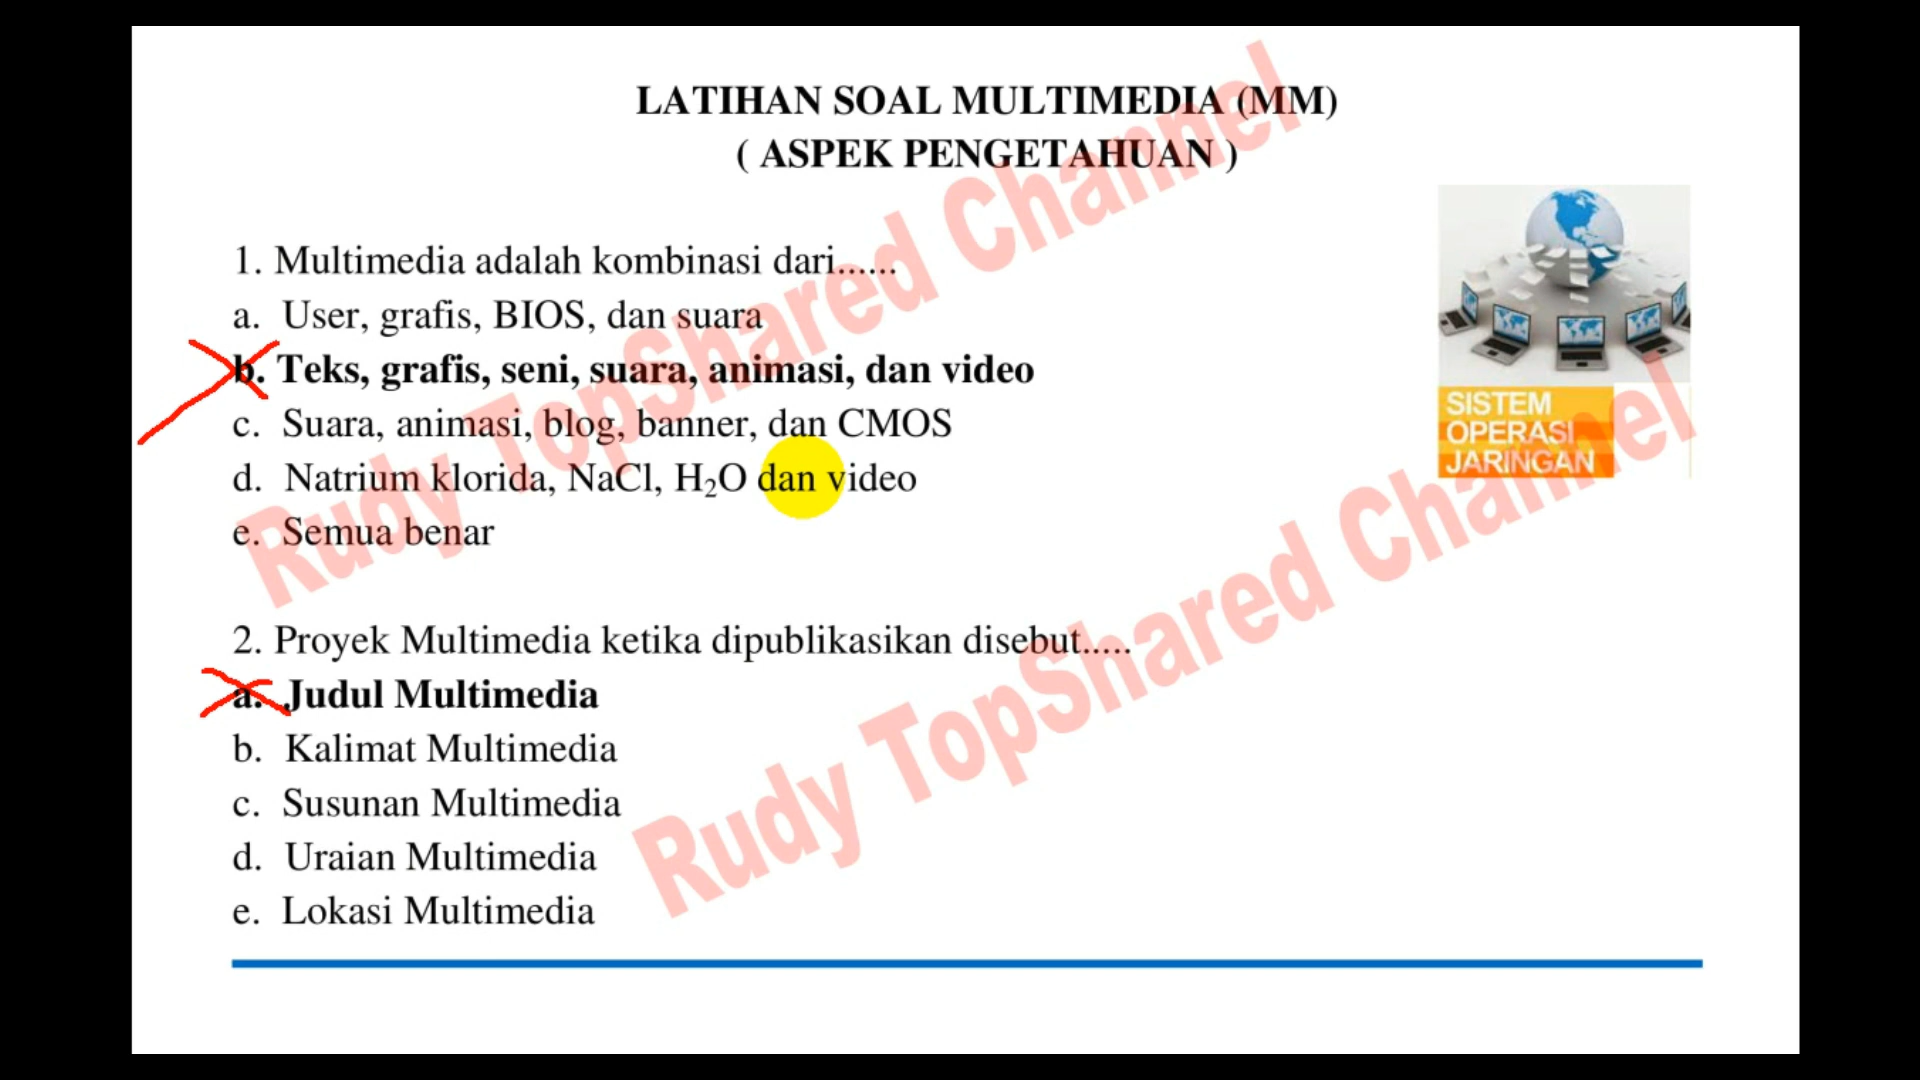 LATIHAN SOAL MULTIMEDIA (MM)
( ASPEK PENGETAHUAN )
1. Multimedia adalah kombinasi dari......
a. User, grafis, BIOS, dan suara
b. Teks, grafis, seni, suara, animasi, dan video
c. Suara, animasi, blog, banner, dan CMOS
d. Natrium klorida, NaCl, H₂O dan video
e. Semua benar
SISTEM
OPERASI
JARINGAN
2. Proyek Multimedia ketika dipublikasikan disebut.....
a. Judul Multimedia
b. Kalimat Multimedia
c. Susunan Multimedia
d. Uraian Multimedia
e. Lokasi Multimedia
Rudy TopShared Channel
Rudy TopShared Channel